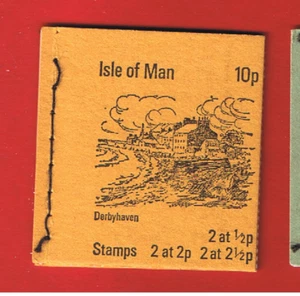 Isle of Man 10p
Derbyhaven
2 at ½p
Stamps 2 at 2p 2 at 2½p